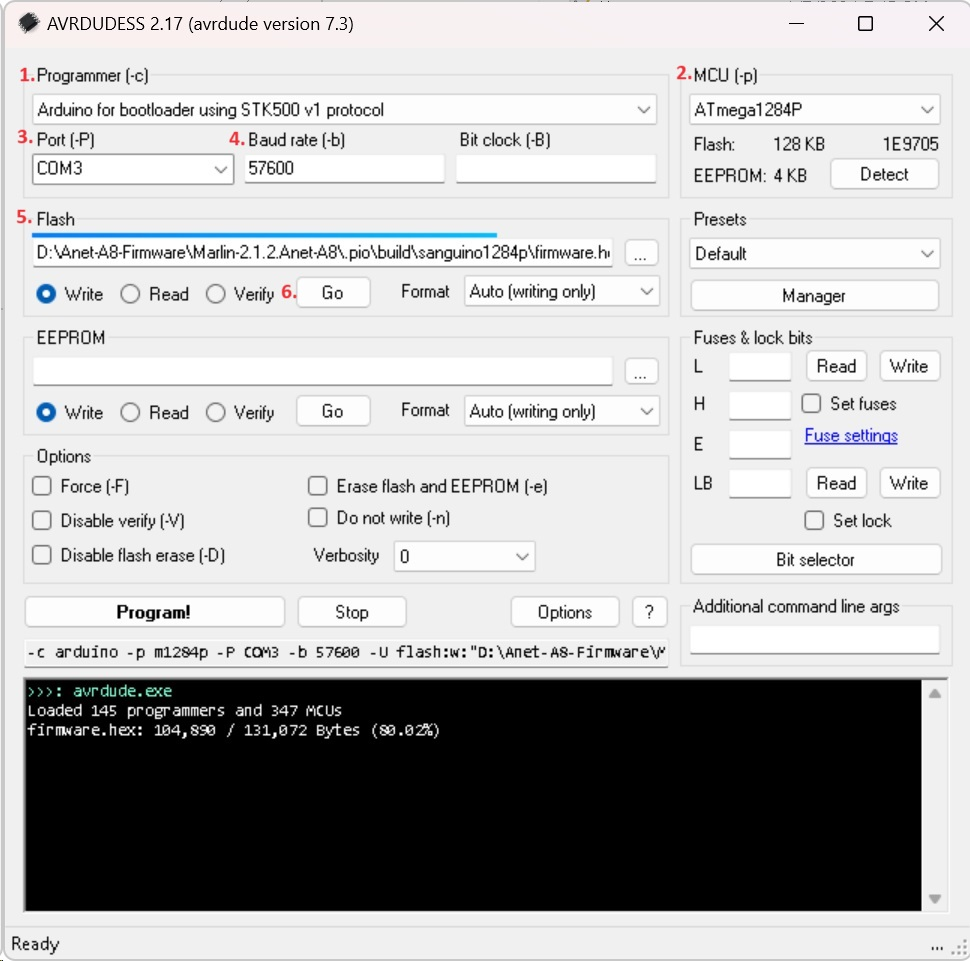 AVRDUDESS 2.17 (avrdude version 7.3)
1. Programmer (-c)
Arduino for bootloader using STK500 v1 protocol
3. Port (-P)
4. Baud rate (-b)
Bit clock (-B)
COM3
57600
2. MCU (-p)
ATmega1284P
Flash: 128 KB 1E9705
EEPROM: 4 KB
Detect
5. Flash
D:\Anet-A8-Firmware\Marlin-2.1.2.Anet-A8\.pio\build\sanguino1284p\firmware.he
...
Write Read Verify 6. Go Format Auto (writing only)
Presets
Default
Manager
EEPROM
...
Write Read Verify Go Format Auto (writing only)
Fuses & lock bits
L Read Write
H Set fuses
E Fuse settings
LB Read Write
Set lock
Bit selector
Options
Force (-F) Erase flash and EEPROM (-e)
Disable verify (-V) Do not write (-n)
Disable flash erase (-D) Verbosity 0
Program! Stop Options ?
Additional command line args
-c arduino -p m1284p -P COM3 -b 57600 -U flash:w:"D:\Anet-A8-Firmware\
>>>: avrdude.exe
Loaded 145 programmers and 347 MCUs
firmware.hex: 104,890 / 131,072 Bytes (80.02%)
Ready
...